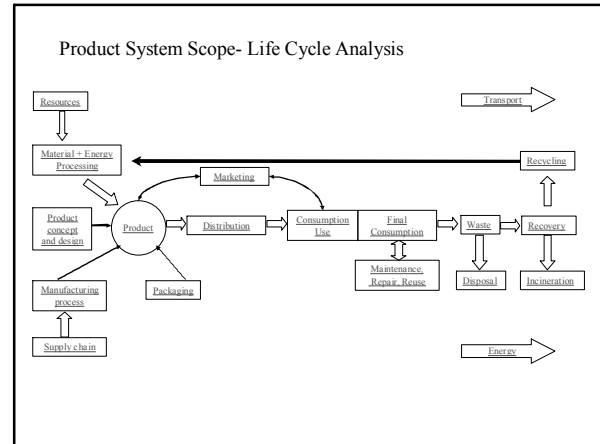 Product System Scope- Life Cycle Analysis
Resources
Transport
Material + Energy
Processing
Recycling
Marketing
Product
concept
and design
Product
Distribution
Consumption
Use
Final
Consumption
Waste
Recovery
Manufacturing
process
Packaging
Maintenance,
Repair, Reuse
Disposal
Incineration
Supply chain
Energy